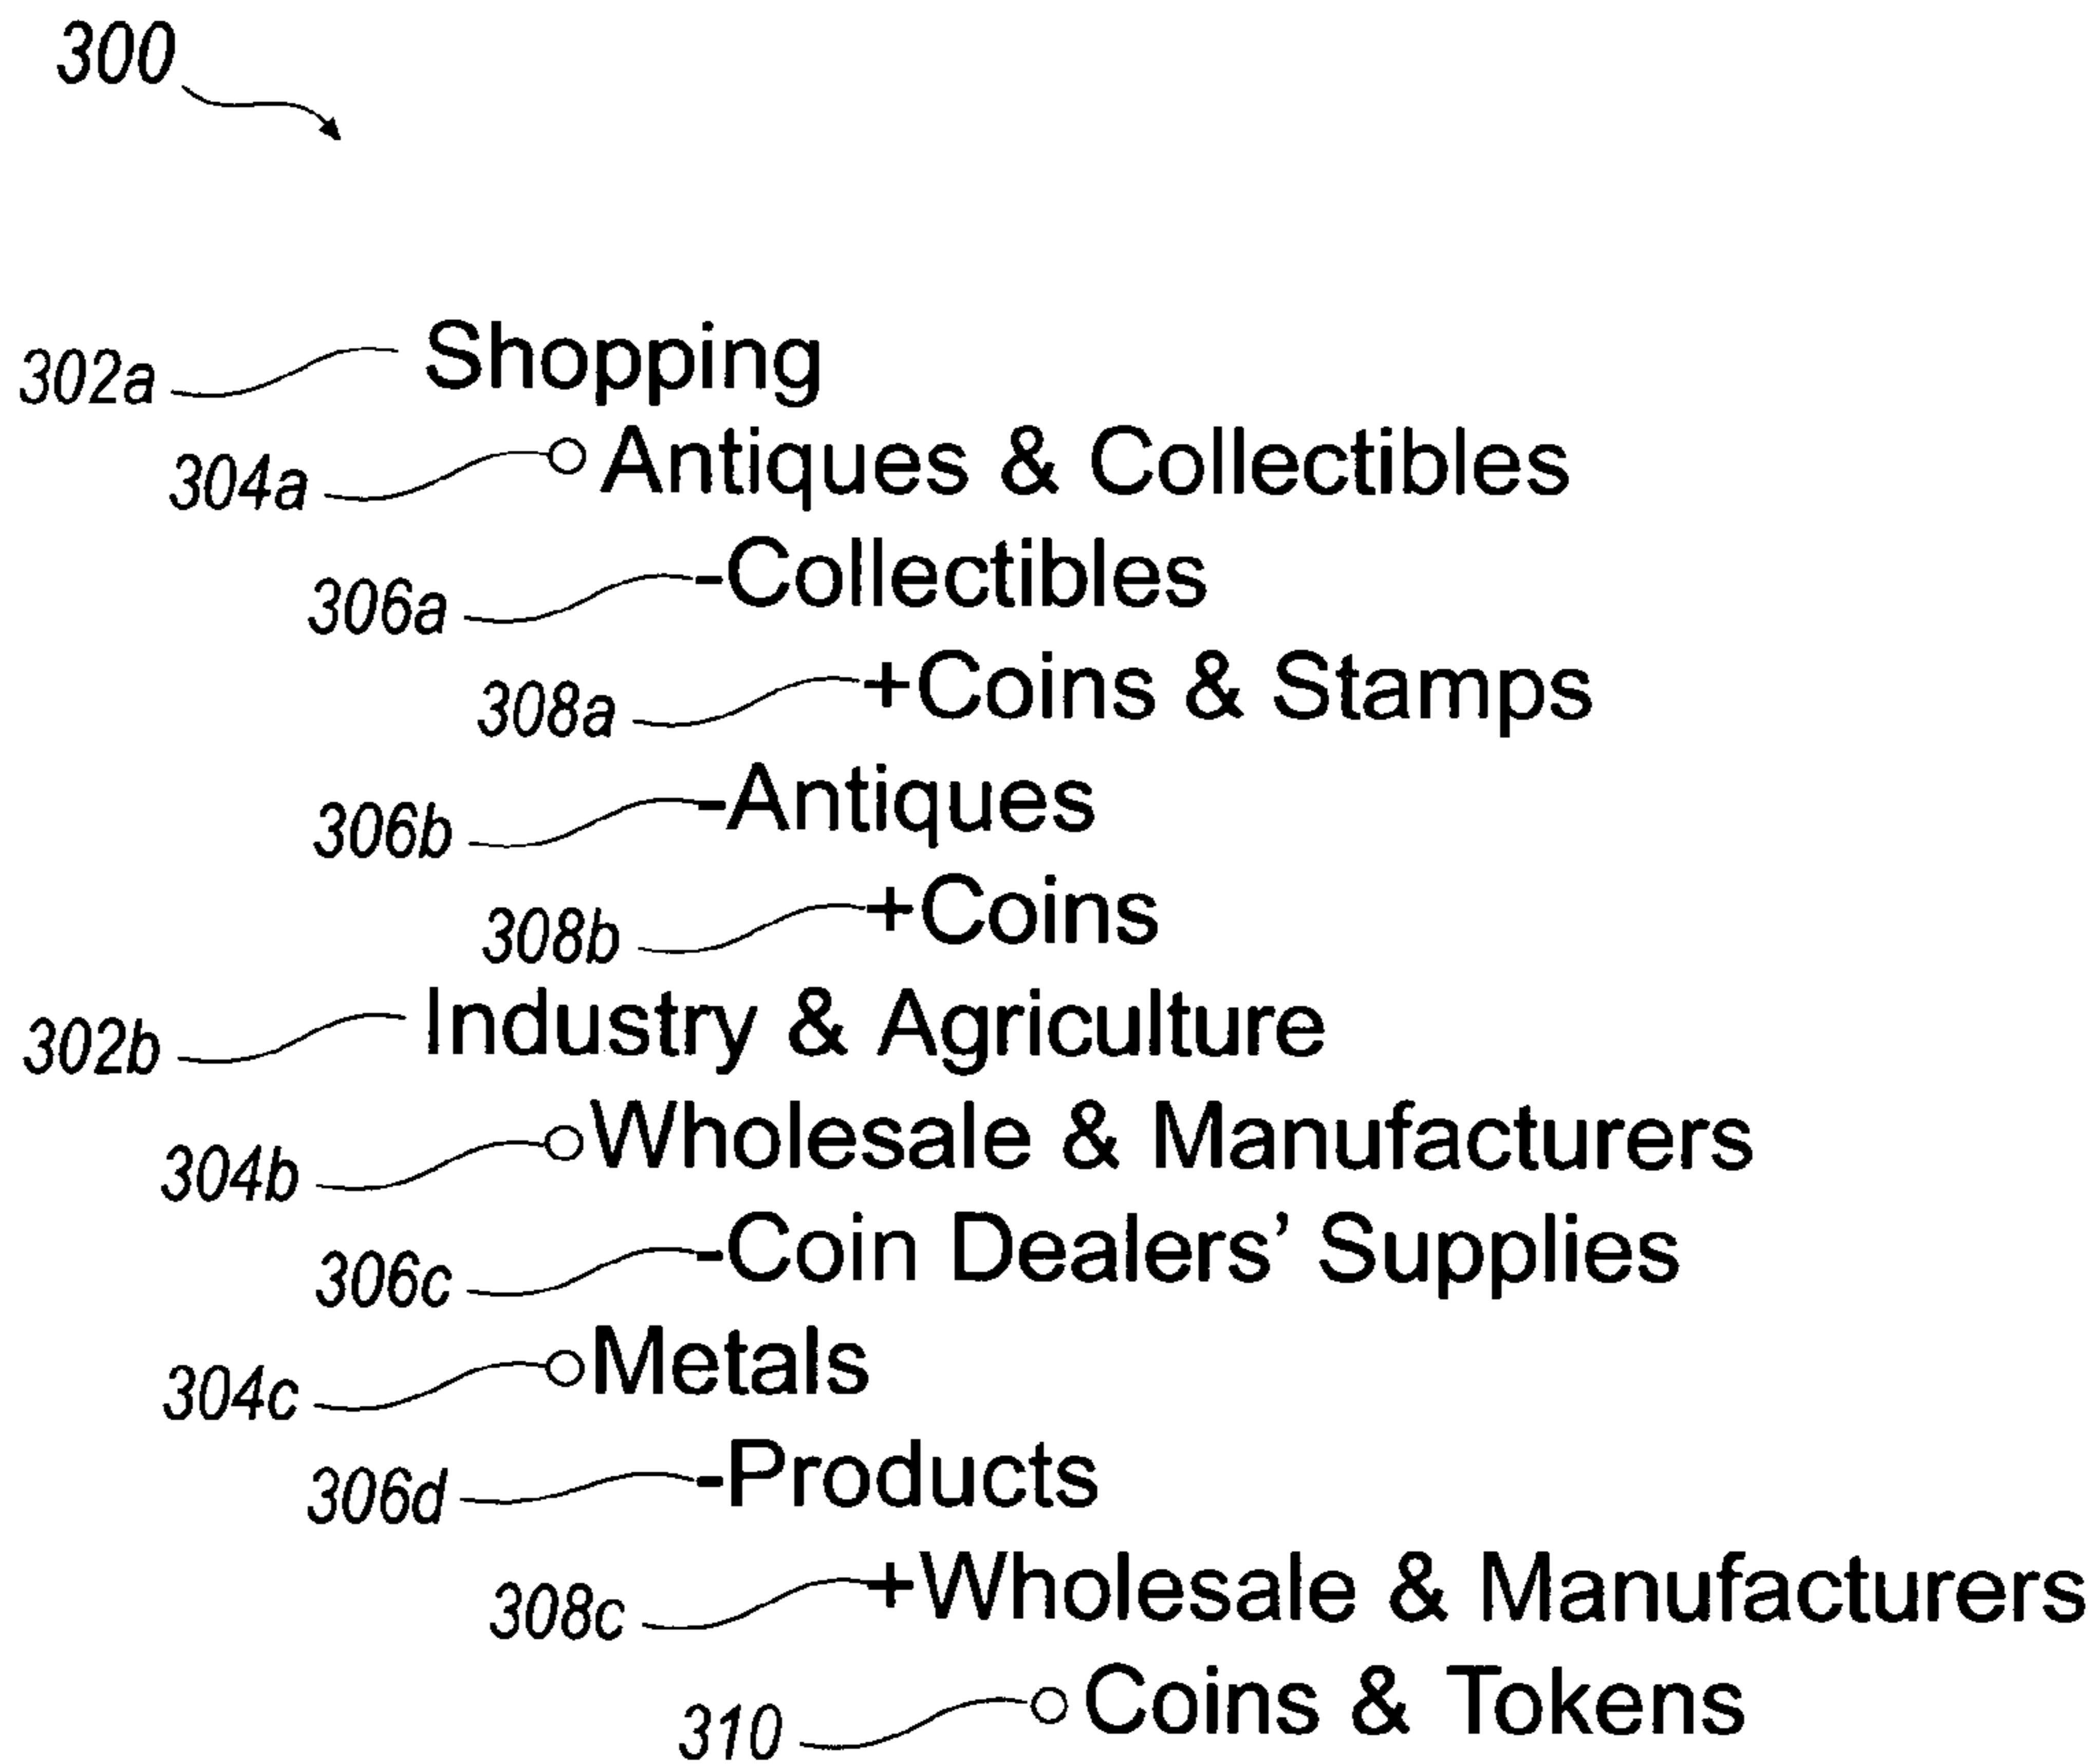 300
302a Shopping
304a Antiques & Collectibles
306a -Collectibles
308a +Coins & Stamps
306b -Antiques
308b +Coins
302b Industry & Agriculture
304b Wholesale & Manufacturers
306c -Coin Dealers’ Supplies
304c Metals
306d -Products
308c +Wholesale & Manufacturers
310 Coins & Tokens